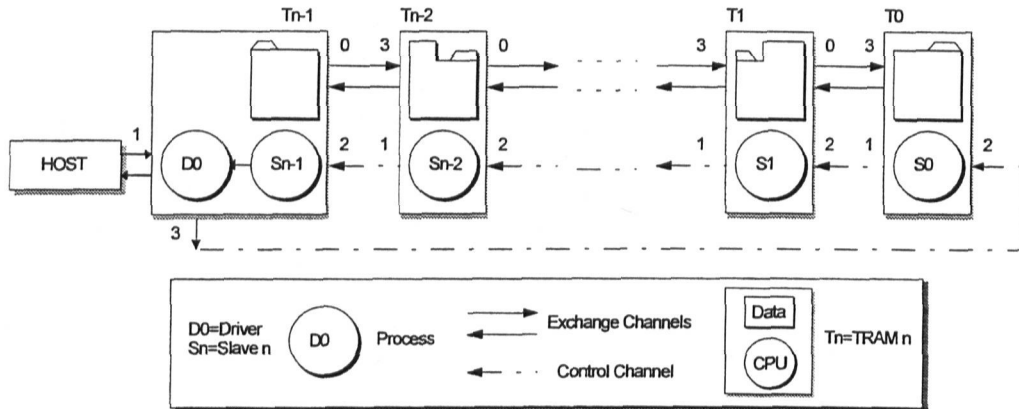 Tn-1
Tn-2
T1
T0
0 3 0 3 0 3
1
2 1 2 1 2 1 2
HOST
D0
Sn-1
Sn-2
S1
S0
3
D0=Driver
Sn=Slave n
D0
Process
Exchange Channels
Control Channel
Data
CPU
Tn=TRAM n